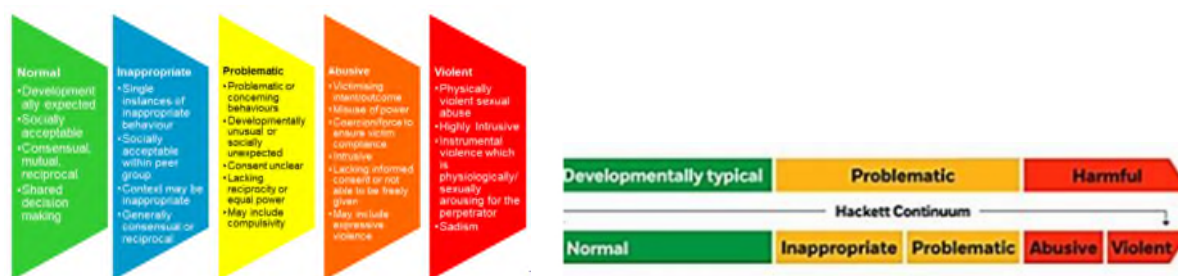 Normal
•Development
ally expected
•Socially
acceptable
•Consensual,
mutual,
reciprocal
•Shared
decision
making
Inappropriate
•Single
instances of
inappropriate
behaviour
•Socially
acceptable
within peer
group
•Context may be
inappropriate
•Generally
consensual or
reciprocal
Problematic
•Problematic or
concerning
behaviours
•Developmentally
unusual or
socially
unexpected
•Consent unclear
•Lacking
reciprocity or
equal power
•May include
compulsivity
Abusive
•Victimising
intent/outcome
•Misuse of power
•Coercion/force to
ensure victim
compliance
•Intrusive
•Lacking informed
consent or not
able to be freely
given
•May include
expressive
violence
Violent
•Physically
violent sexual
abuse
•Highly Intrusive
•Instrumental
violence which
is
physiologically/
sexually
arousing for the
perpetrator
•Sadism
Developmentally typical
Problematic
Harmful
Hackett Continuum
Normal
Inappropriate
Problematic
Abusive
Violent